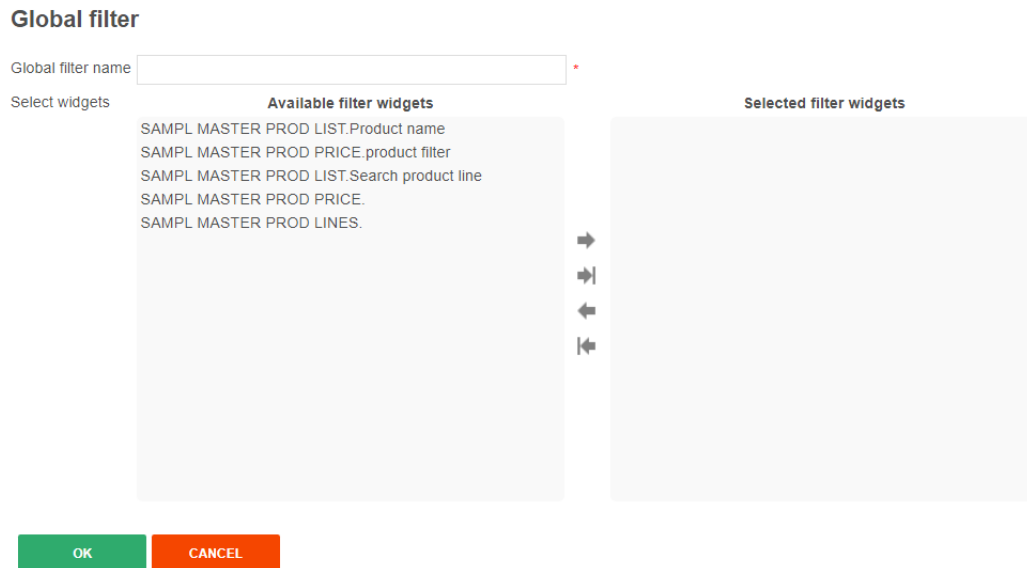 Global filter
Global filter name *
Select widgets Available filter widgets Selected filter widgets
SAMPL MASTER PROD LIST.Product name
SAMPL MASTER PROD PRICE.product filter
SAMPL MASTER PROD LIST.Search product line
SAMPL MASTER PROD PRICE.
SAMPL MASTER PROD LINES.
OK CANCEL